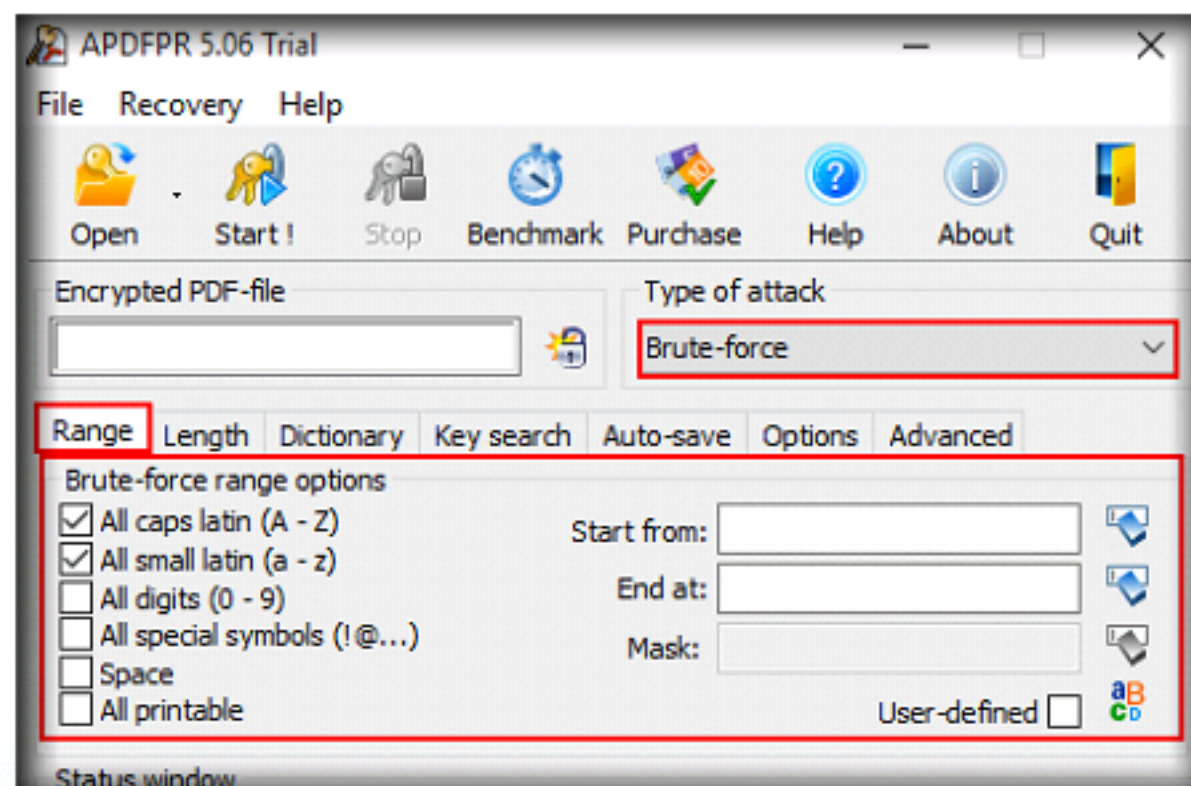 APDFPR 5.06 Trial
File Recovery Help
Open Start ! Stop Benchmark Purchase Help About Quit
Encrypted PDF-file Type of attack
Brute-force
Range Length Dictionary Key search Auto-save Options Advanced
Brute-force range options
All caps latin (A - Z)
Start from:
All small latin (a - z)
End at:
All digits (0 - 9)
All special symbols (!@...)
Mask:
Space
All printable
User-defined
Status window